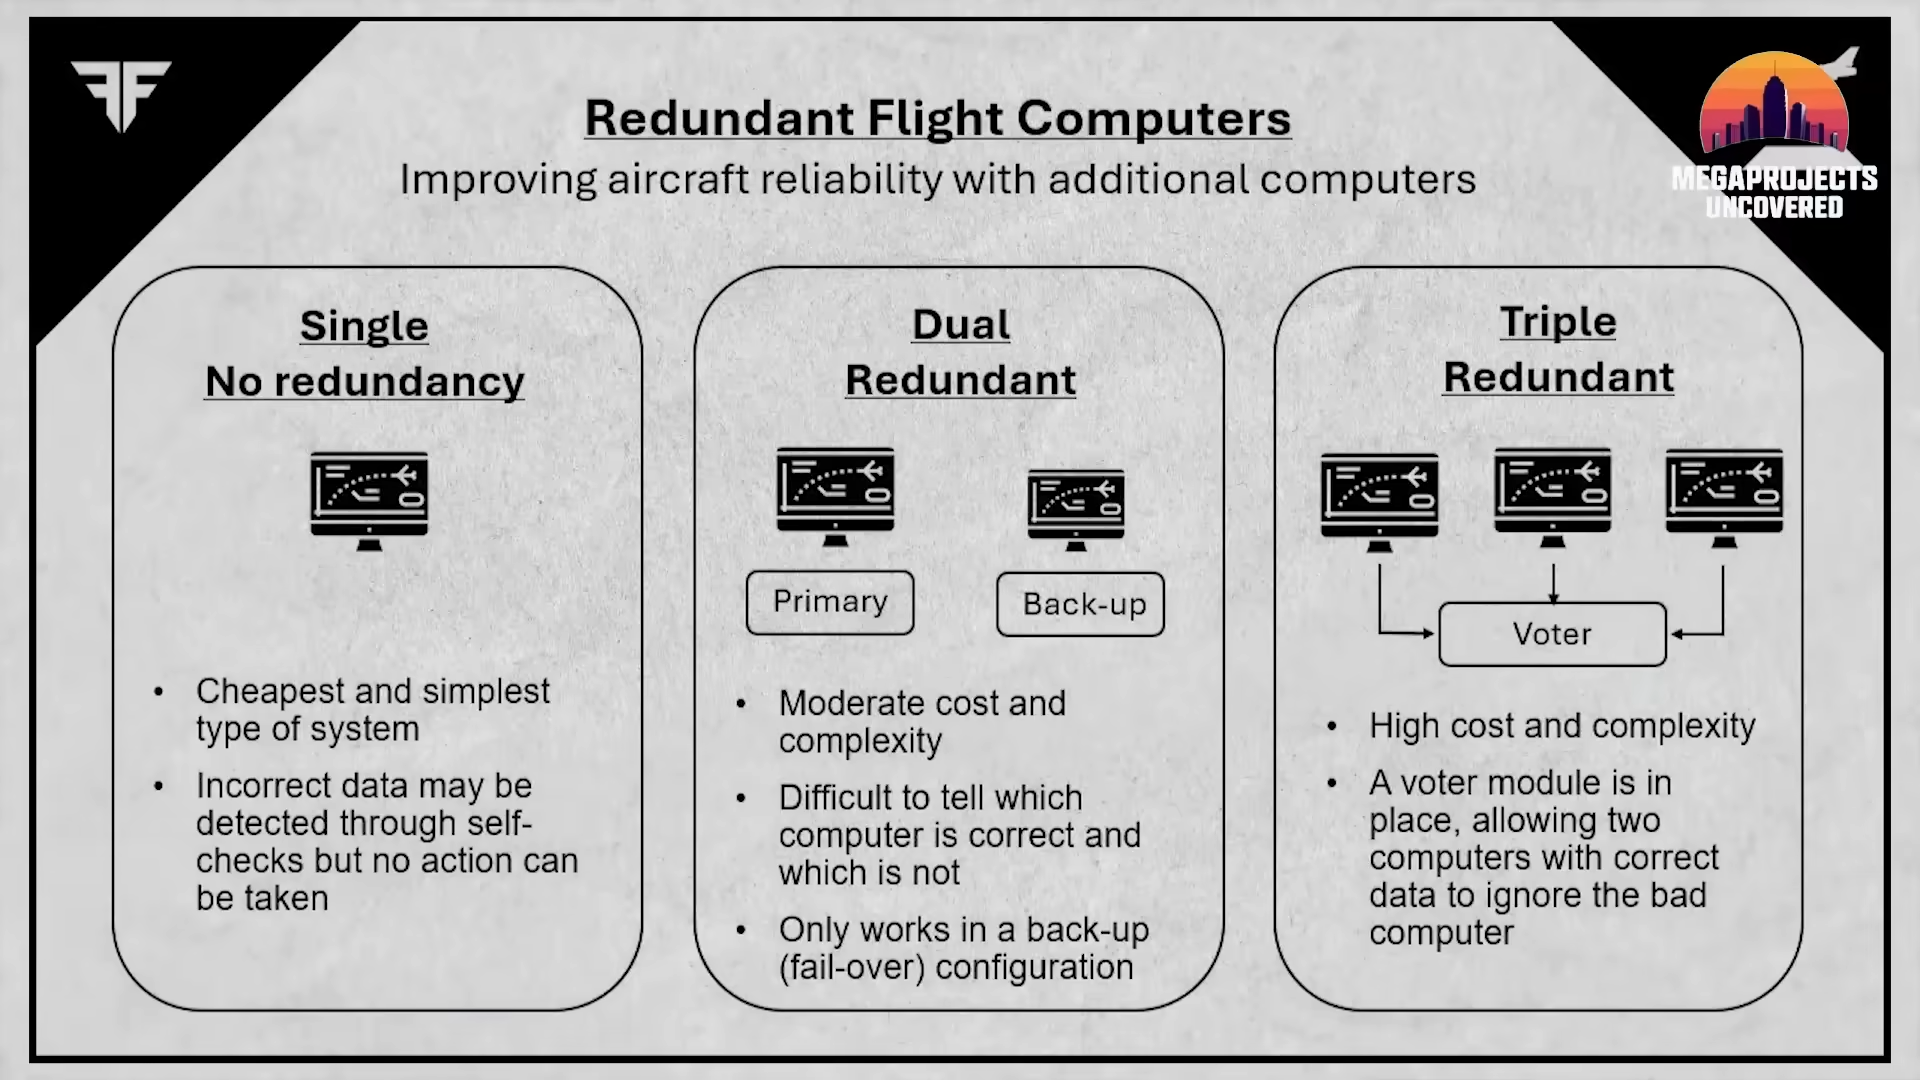 Redundant Flight Computers
Improving aircraft reliability with additional computers
MEGAPROJECTS
UNCOVERED
Single
No redundancy
• Cheapest and simplest
type of system
• Incorrect data may be
detected through self-
checks but no action can
be taken
Dual
Redundant
Primary
Back-up
• Moderate cost and
complexity
• Difficult to tell which
computer is correct and
which is not
• Only works in a back-up
(fail-over) configuration
Triple
Redundant
Voter
• High cost and complexity
• A voter module is in
place, allowing two
computers with correct
data to ignore the bad
computer